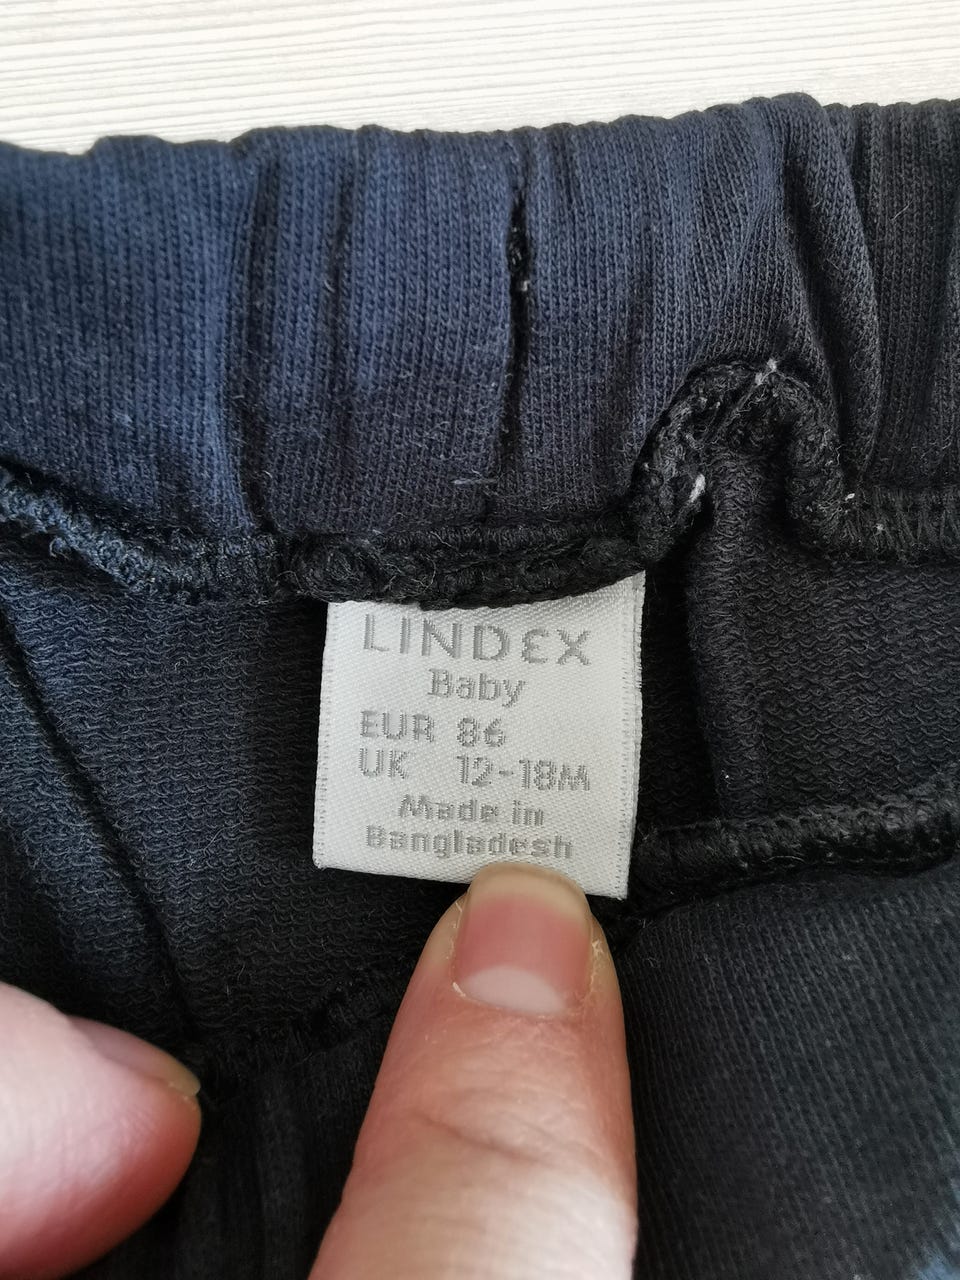 LINDEX
Baby
EUR 86
UK 12-18M
Made in
Bangladesh